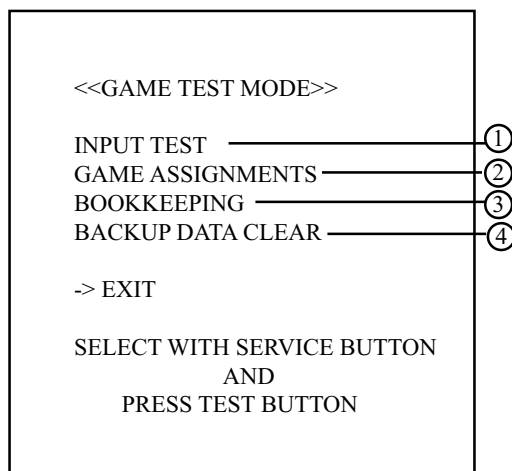 <<GAME TEST MODE>>
INPUT TEST 1
GAME ASSIGNMENTS 2
BOOKKEEPING 3
BACKUP DATA CLEAR 4
-> EXIT
SELECT WITH SERVICE BUTTON
AND
PRESS TEST BUTTON